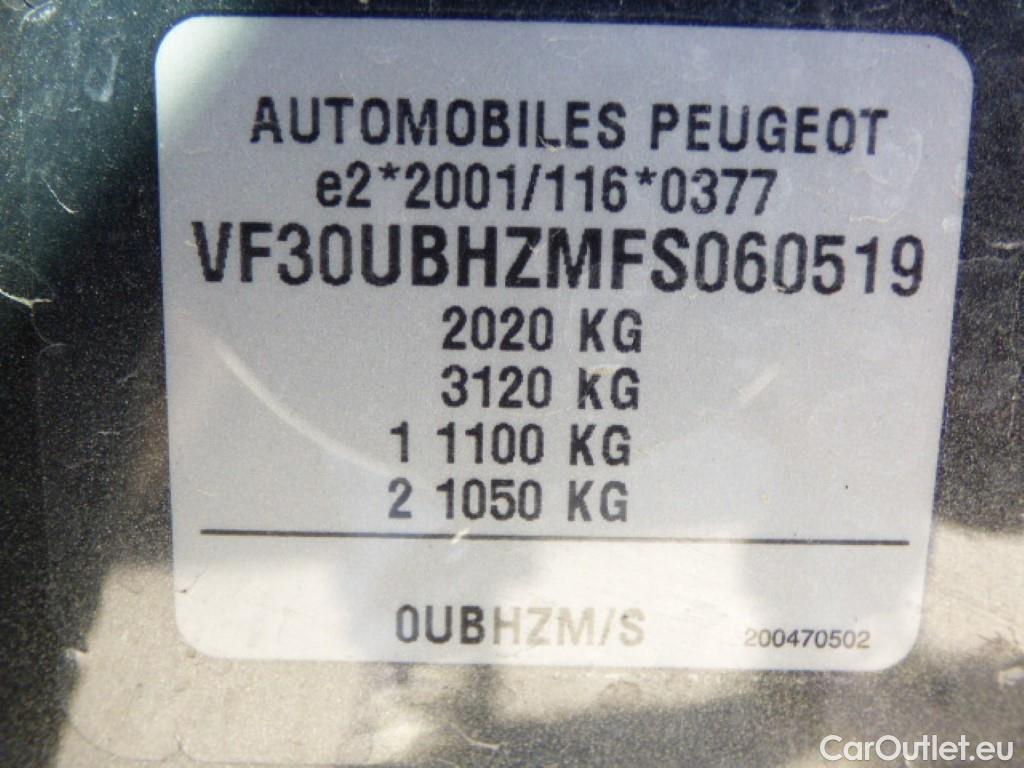 AUTOMOBILES PEUGEOT
e2*2001/116*0377
VF30UBHZMFS060519
2020 KG
3120 KG
1 1100 KG
2 1050 KG
0UBHZM/S 200470502
CarOutlet.eu